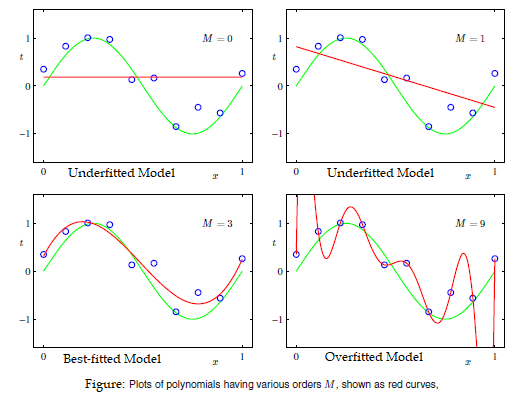 M = 0
1
t
0
−1
0
Underfitted Model
x
1
M = 1
1
t
0
−1
0
Underfitted Model
x
1
M = 3
1
t
0
−1
0
Best-fitted Model
x
1
M = 9
1
t
0
−1
0
Overfitted Model
x
1
Figure: Plots of polynomials having various orders M, shown as red curves,